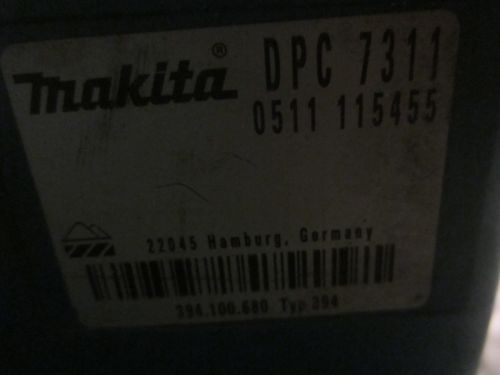 makita® DPC 7311
0511 115455
22045 Hamburg, Germany
394.100.680 Typ 394